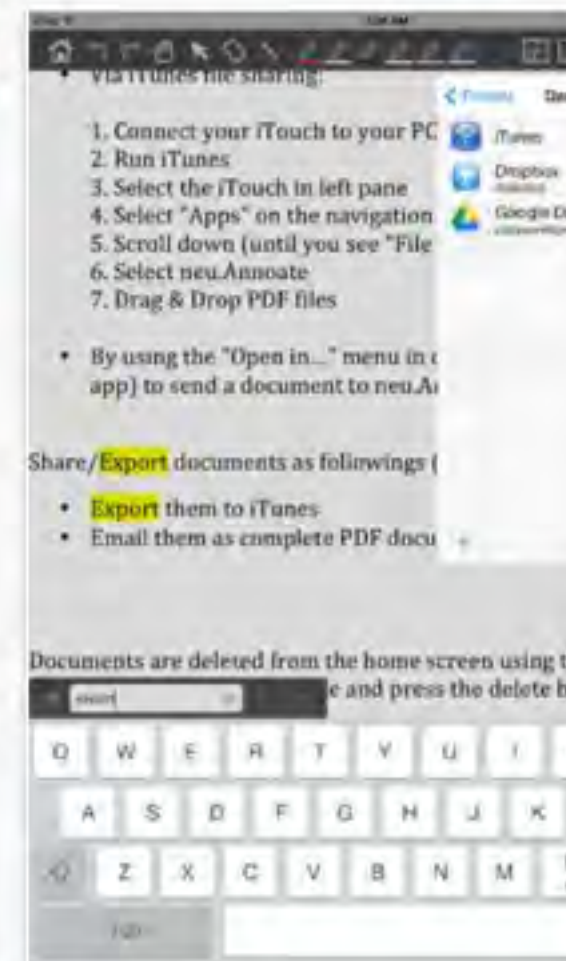 Via iTunes file sharing:
1. Connect your iTouch to your PC
2. Run iTunes
3. Select the iTouch in left pane
4. Select "Apps" on the navigation
5. Scroll down (until you see "File
6. Select neu.Annoate
7. Drag & Drop PDF files
• By using the "Open in..." menu in
app) to send a document to neu.A
Share/Export documents as follinwings (
• Export them to iTunes
• Email them as complete PDF docu
iTunes
Dropbox
Google D
Documents are deleted from the home screen using t
e and press the delete b
export
Q W E R T Y U I
A S D F G H J K
Z X C V B N M